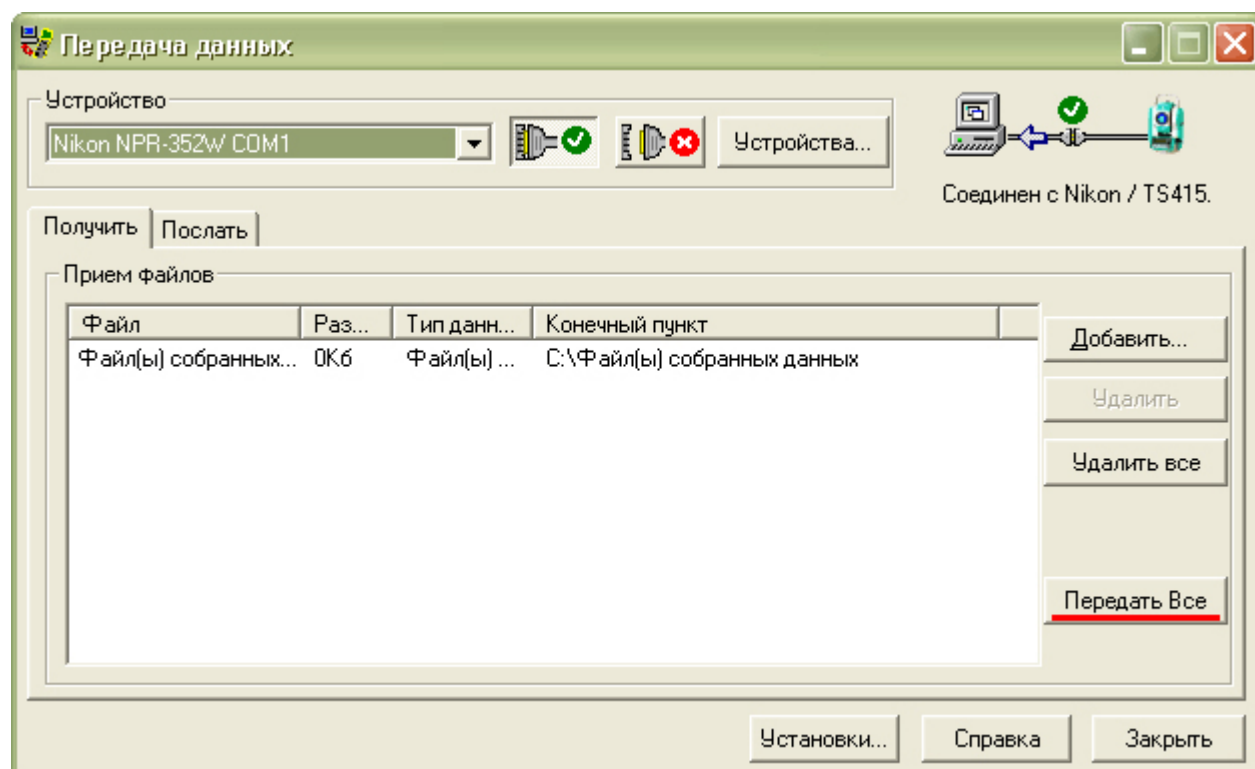 Передача данных
Устройство
Nikon NPR-352W COM1
Устройства...
Соединен с Nikon / TS415.
Получить Послать
Прием файлов
Файл Раз... Тип данн... Конечный пункт
Файл(ы) собранных... 0Кб Файл(ы) ... C:\Файл(ы) собранных данных
Добавить...
Удалить
Удалить все
Передать Все
Установки... Справка Закрыть